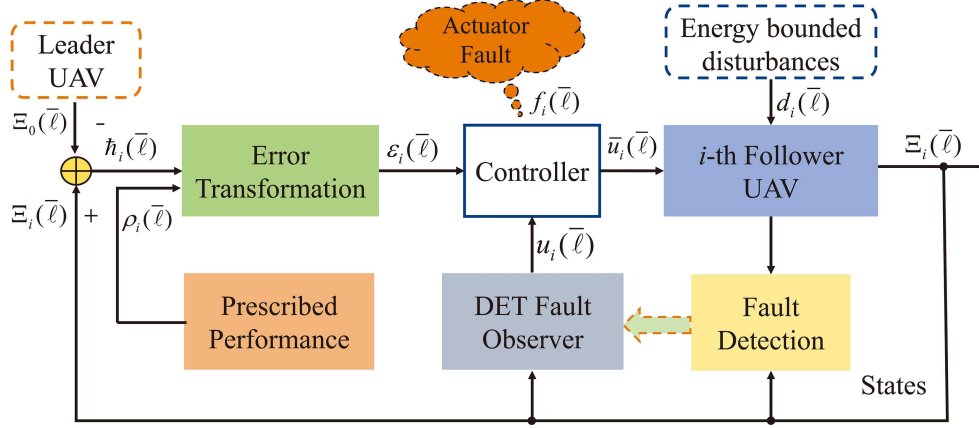 Leader
UAV
Actuator
Fault
Energy bounded
disturbances
Ξ₀(ℓ̅)
−
ħᵢ(ℓ̅)
Error
Transformation
εᵢ(ℓ̅)
fᵢ(ℓ̅)
Controller
u̅ᵢ(ℓ̅)
dᵢ(ℓ̅)
i-th Follower
UAV
Ξᵢ(ℓ̅)
Ξᵢ(ℓ̅)
+
ρᵢ(ℓ̅)
uᵢ(ℓ̅)
Prescribed
Performance
DET Fault
Observer
Fault
Detection
States